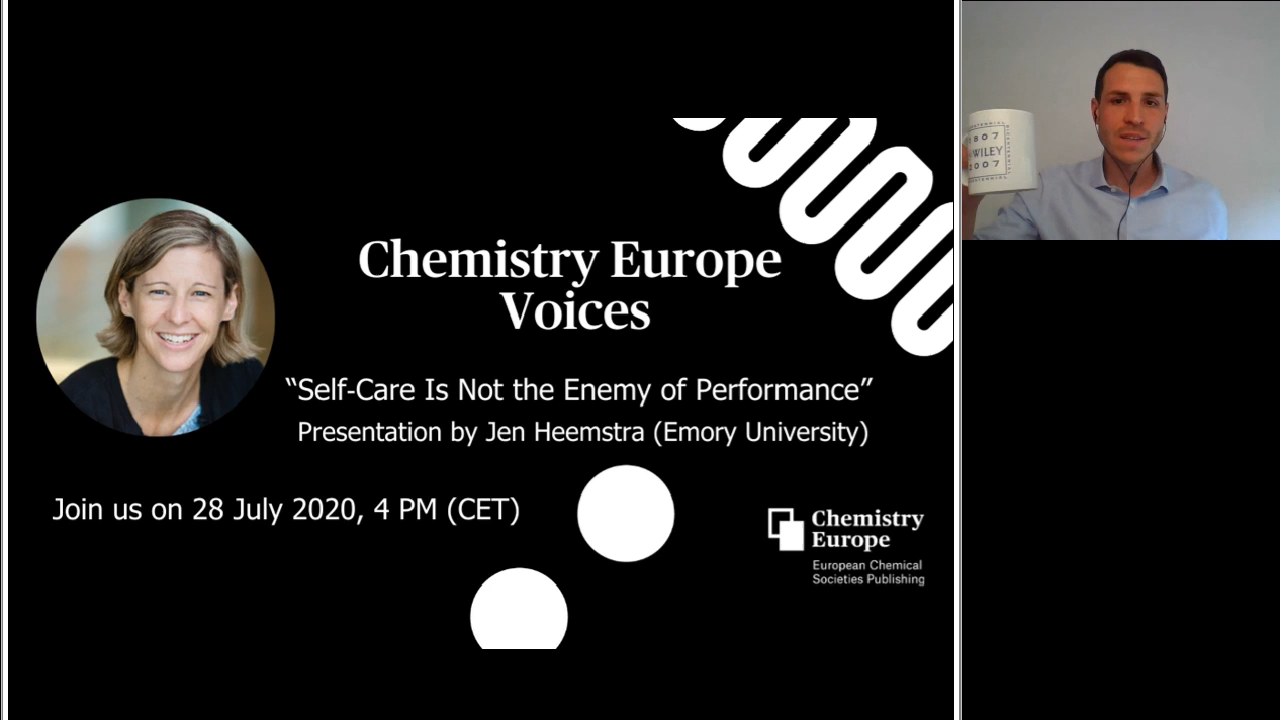 Chemistry Europe
Voices
“Self-Care Is Not the Enemy of Performance”
Presentation by Jen Heemstra (Emory University)
Join us on 28 July 2020, 4 PM (CET)
Chemistry
Europe
European Chemical
Societies Publishing
1807
WILEY
2007